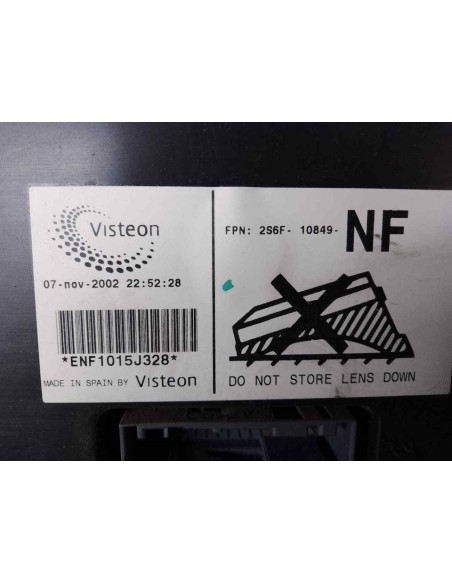 Visteon
07-nov-2002 22:52:28
*ENF1015J328*
MADE IN SPAIN BY Visteon
FPN: 2S6F- 10849- NF
DO NOT STORE LENS DOWN